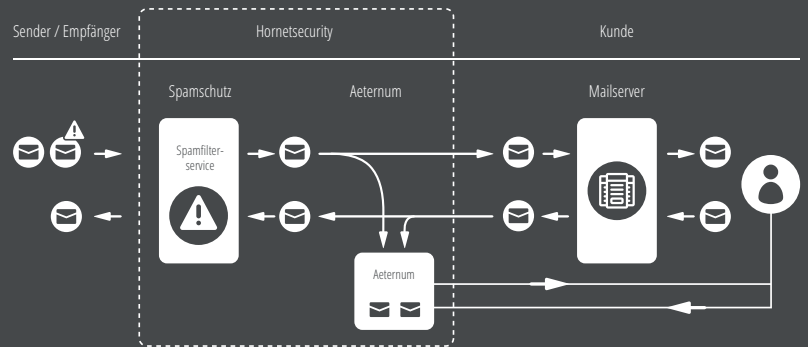 Sender / Empfänger
Hornetsecurity
Kunde
Spamschutz
Aeternum
Mailserver
Spamfilter-
service
Aeternum